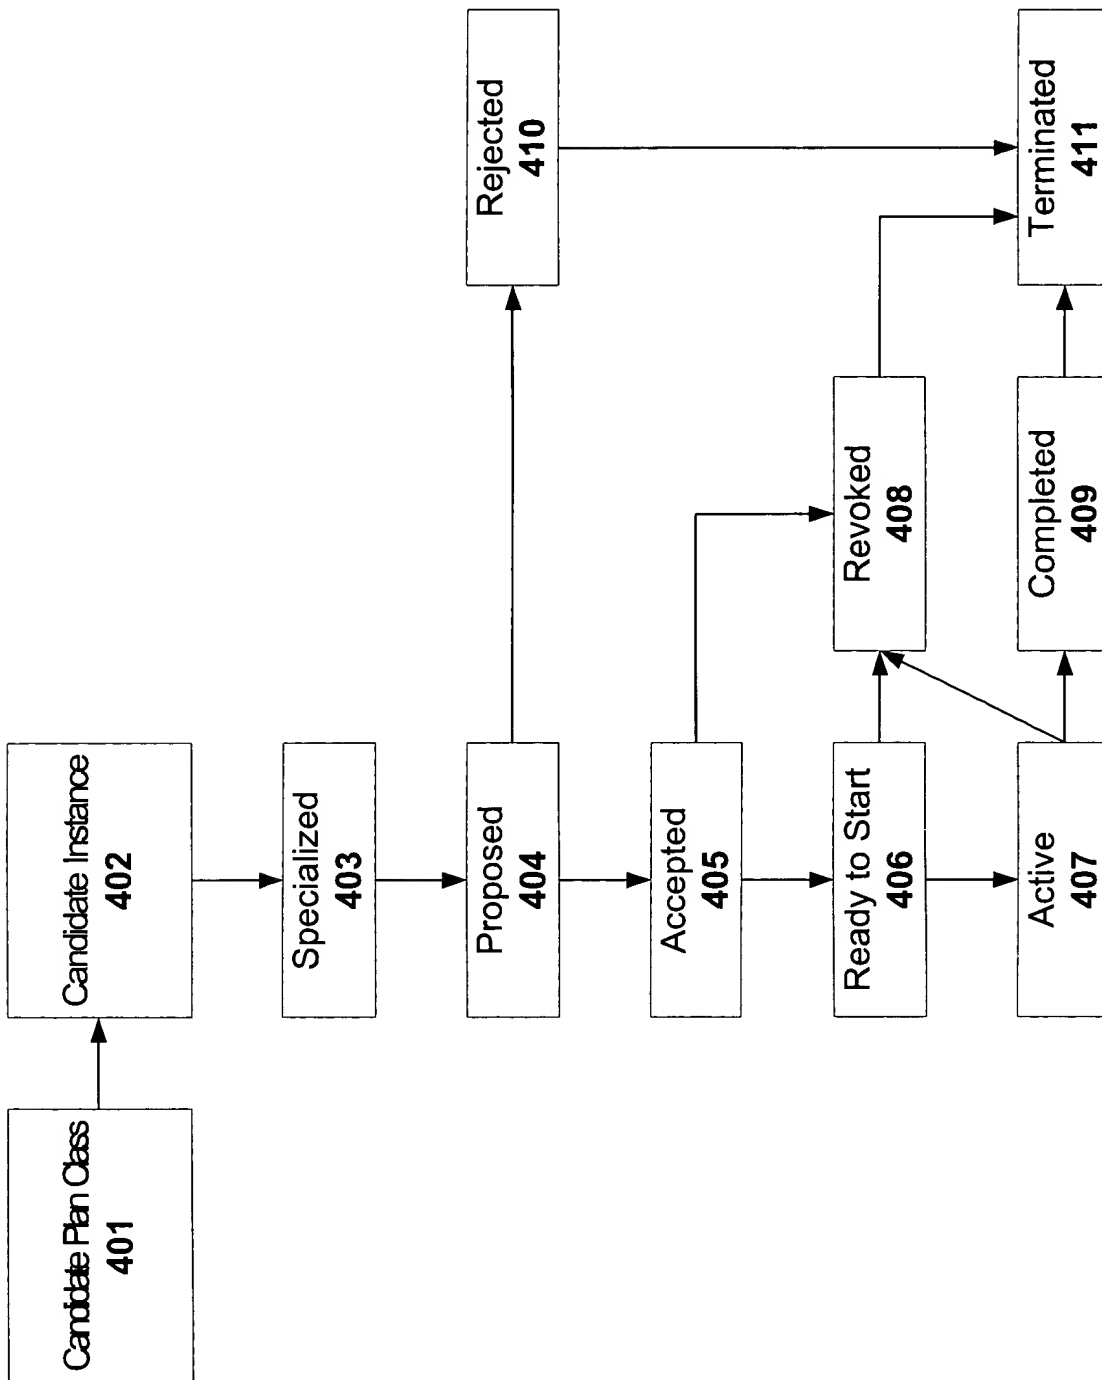 Candidate Plan Class
401
Candidate Instance
402
Specialized
403
Proposed
404
Accepted
405
Ready to Start
406
Active
407
Revoked
408
Completed
409
Rejected
410
Terminated
411